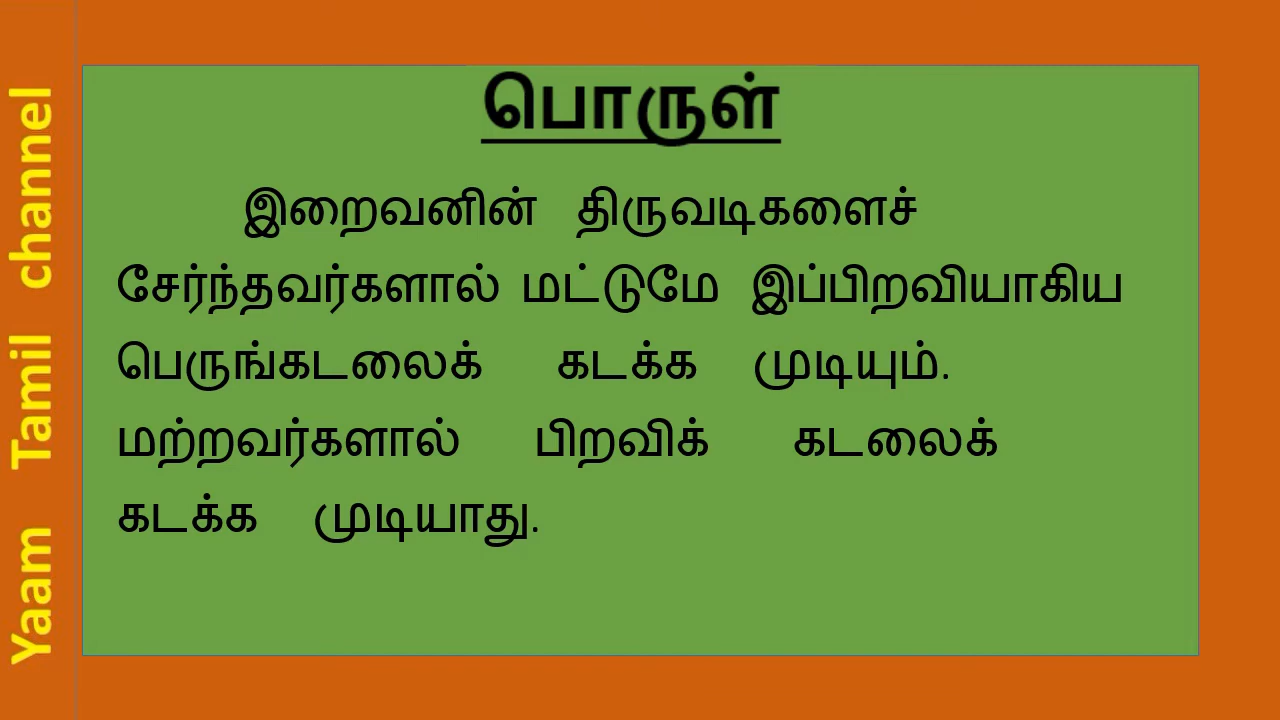 பொருள்
இறைவனின் திருவடிகளைச்
சேர்ந்தவர்களால் மட்டுமே இப்பிறவியாகிய
பெருங்கடலைக் கடக்க முடியும்.
மற்றவர்களால் பிறவிக் கடலைக்
கடக்க முடியாது.
Yaam Tamil channel